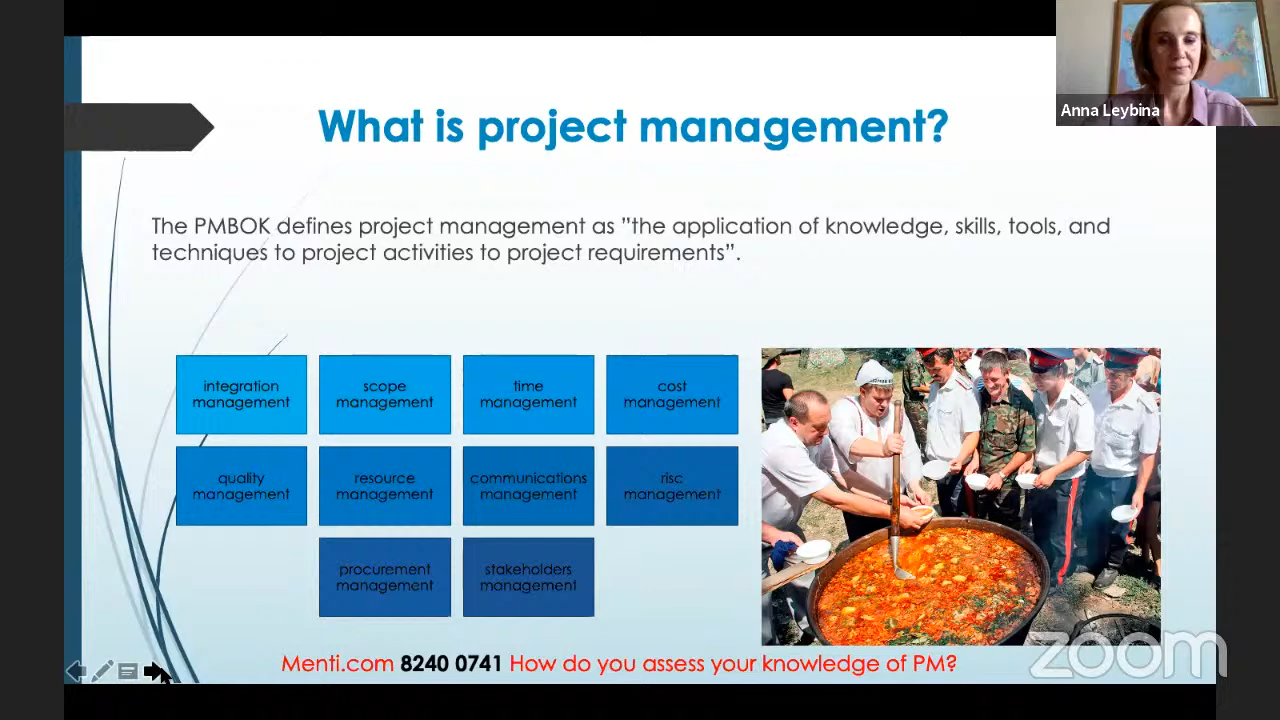 Anna Leybina
What is project management?
The PMBOK defines project management as ”the application of knowledge, skills, tools, and
techniques to project activities to project requirements”.
integration
management
scope
management
time
management
cost
management
quality
management
resource
management
communications
management
risc
management
procurement
management
stakeholders
management
Menti.com 8240 0741 How do you assess your knowledge of PM?
zoom